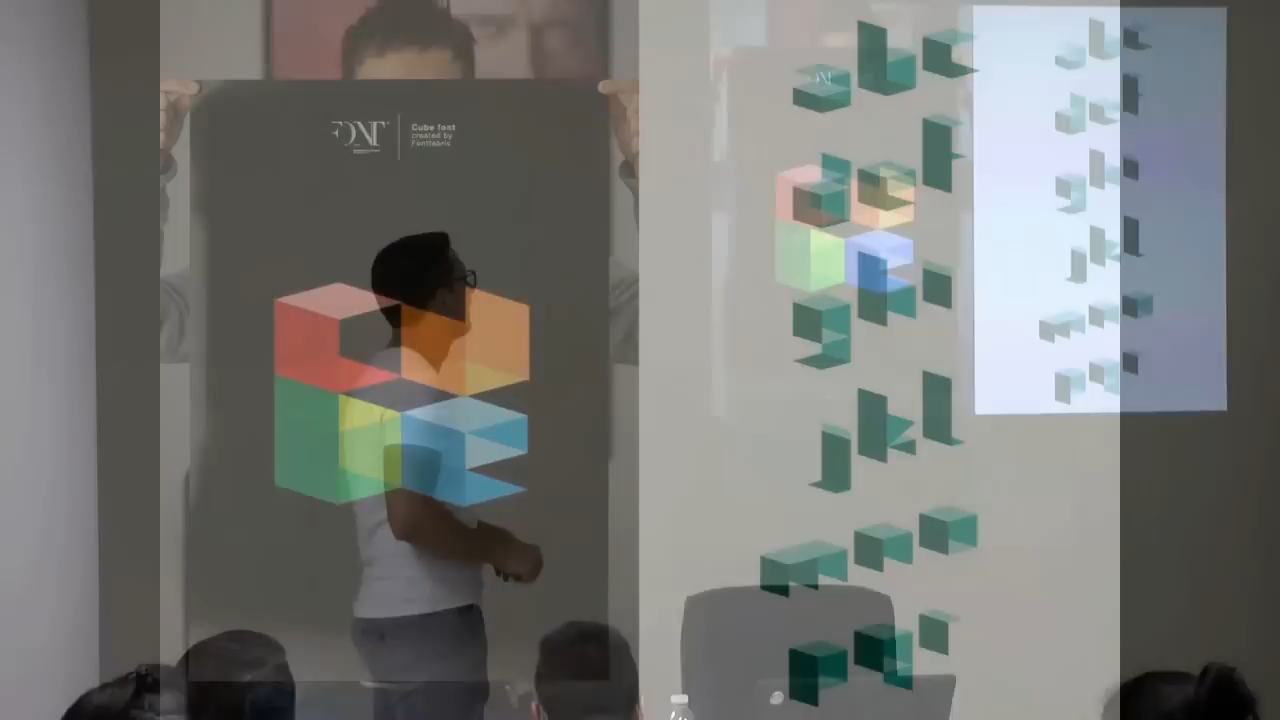 FONT
Cube font
created by
Fontfabric
a b c
d e f
g h i
j k l
m n o
p q r